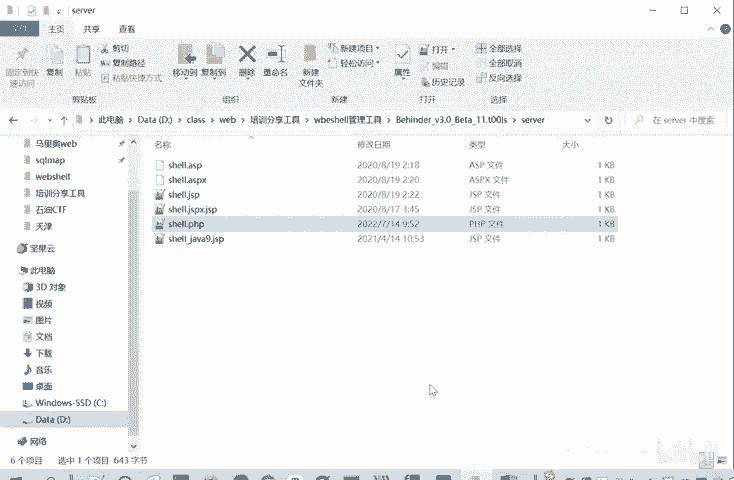 server
主页 共享 查看
固定到快速访问
复制
粘贴
剪切
复制路径
粘贴快捷方式
剪贴板
移动到 复制到 删除 重命名
组织
新建文件夹
新建项目
轻松访问
新建
属性
打开
编辑
历史记录
打开
全部选择
全部取消
反向选择
选择
此电脑 > Data (D:) > class > web > 培训分享工具 > wbeshell管理工具 > Behinder_v3.0_Beta_11.t00ls > server
在 server 中搜索
名称 修改日期 类型 大小
shell.asp 2020/8/19 2:18 ASP 文件 1 KB
shell.aspx 2020/8/19 2:20 ASPX 文件 1 KB
shell.jsp 2020/8/19 2:22 JSP 文件 1 KB
shell.jspx.jsp 2020/8/17 3:45 JSP 文件 1 KB
shell.php 2022/7/14 9:52 PHP 文件 1 KB
shell_java9.jsp 2021/4/14 10:53 JSP 文件 1 KB
马里奥web
sqlmap
webshell
培训分享工具
石油CTF
天津
坚果云
此电脑
3D 对象
视频
图片
文档
下载
音乐
桌面
Windows-SSD (C:)
Data (D:)
网络
6 个项目 选中 1 个项目 643 字节